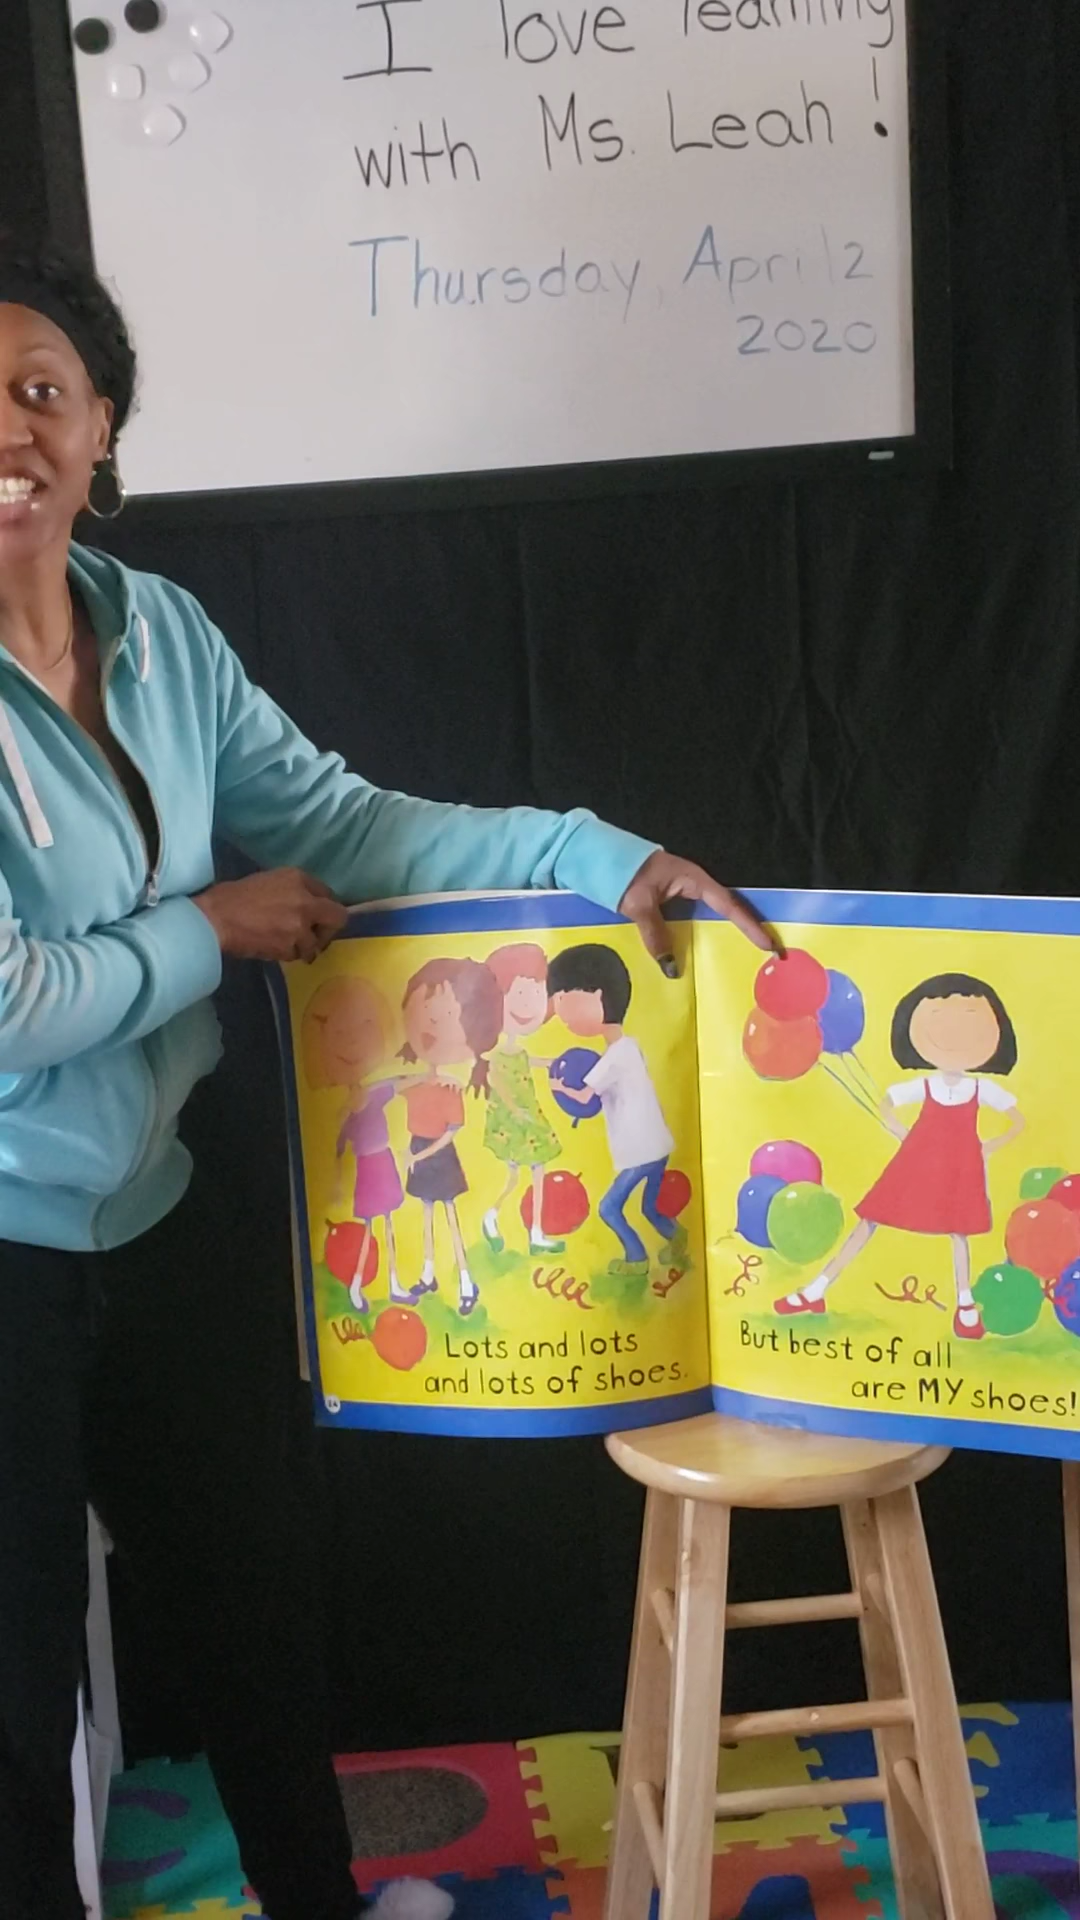 I love learning
with Ms. Leah!
Thursday, April 2
2020
Lots and lots
and lots of shoes.
But best of all
are MY shoes!